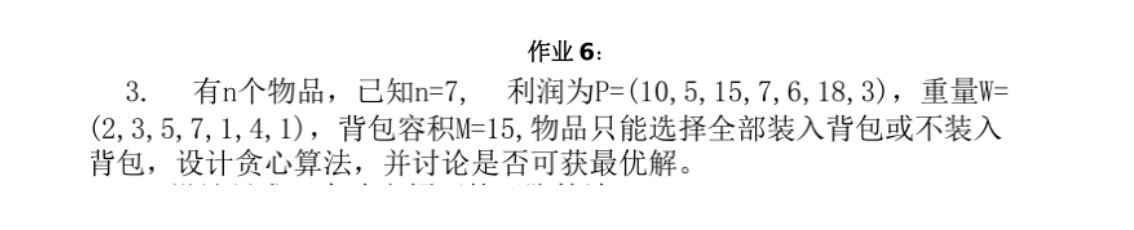 作业 6：
3. 有n个物品，已知n=7, 利润为P=(10,5,15,7,6,18,3)，重量W=
(2,3,5,7,1,4,1)，背包容积M=15,物品只能选择全部装入背包或不装入
背包，设计贪心算法，并讨论是否可获最优解。